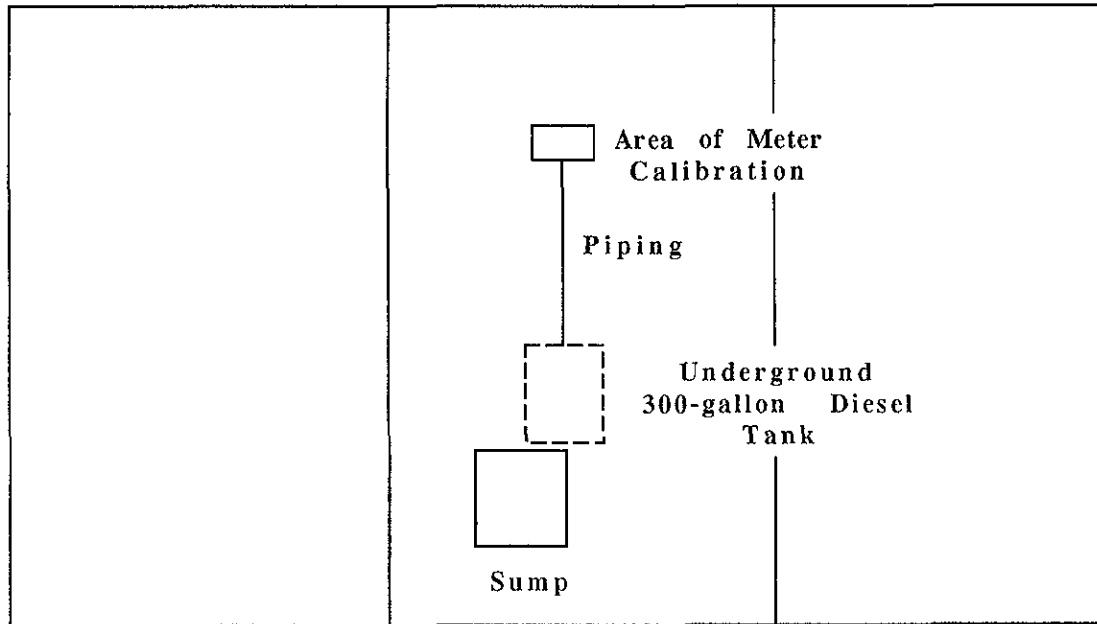 Area of Meter
Calibration
Piping
Underground
300-gallon Diesel
Tank
Sump